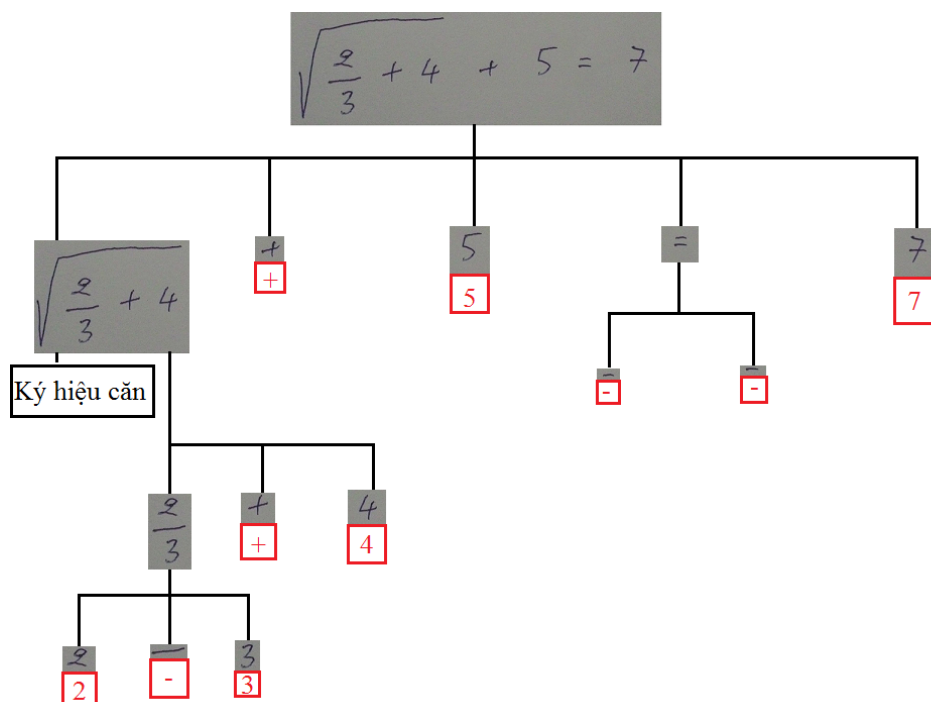 √(2/3 + 4) + 5 = 7
√(2/3 + 4) + 5 = 7
+ 5 7
Ký hiệu căn - -
- -
2/3 + 4
+ 4
2 — 3
2 - 3